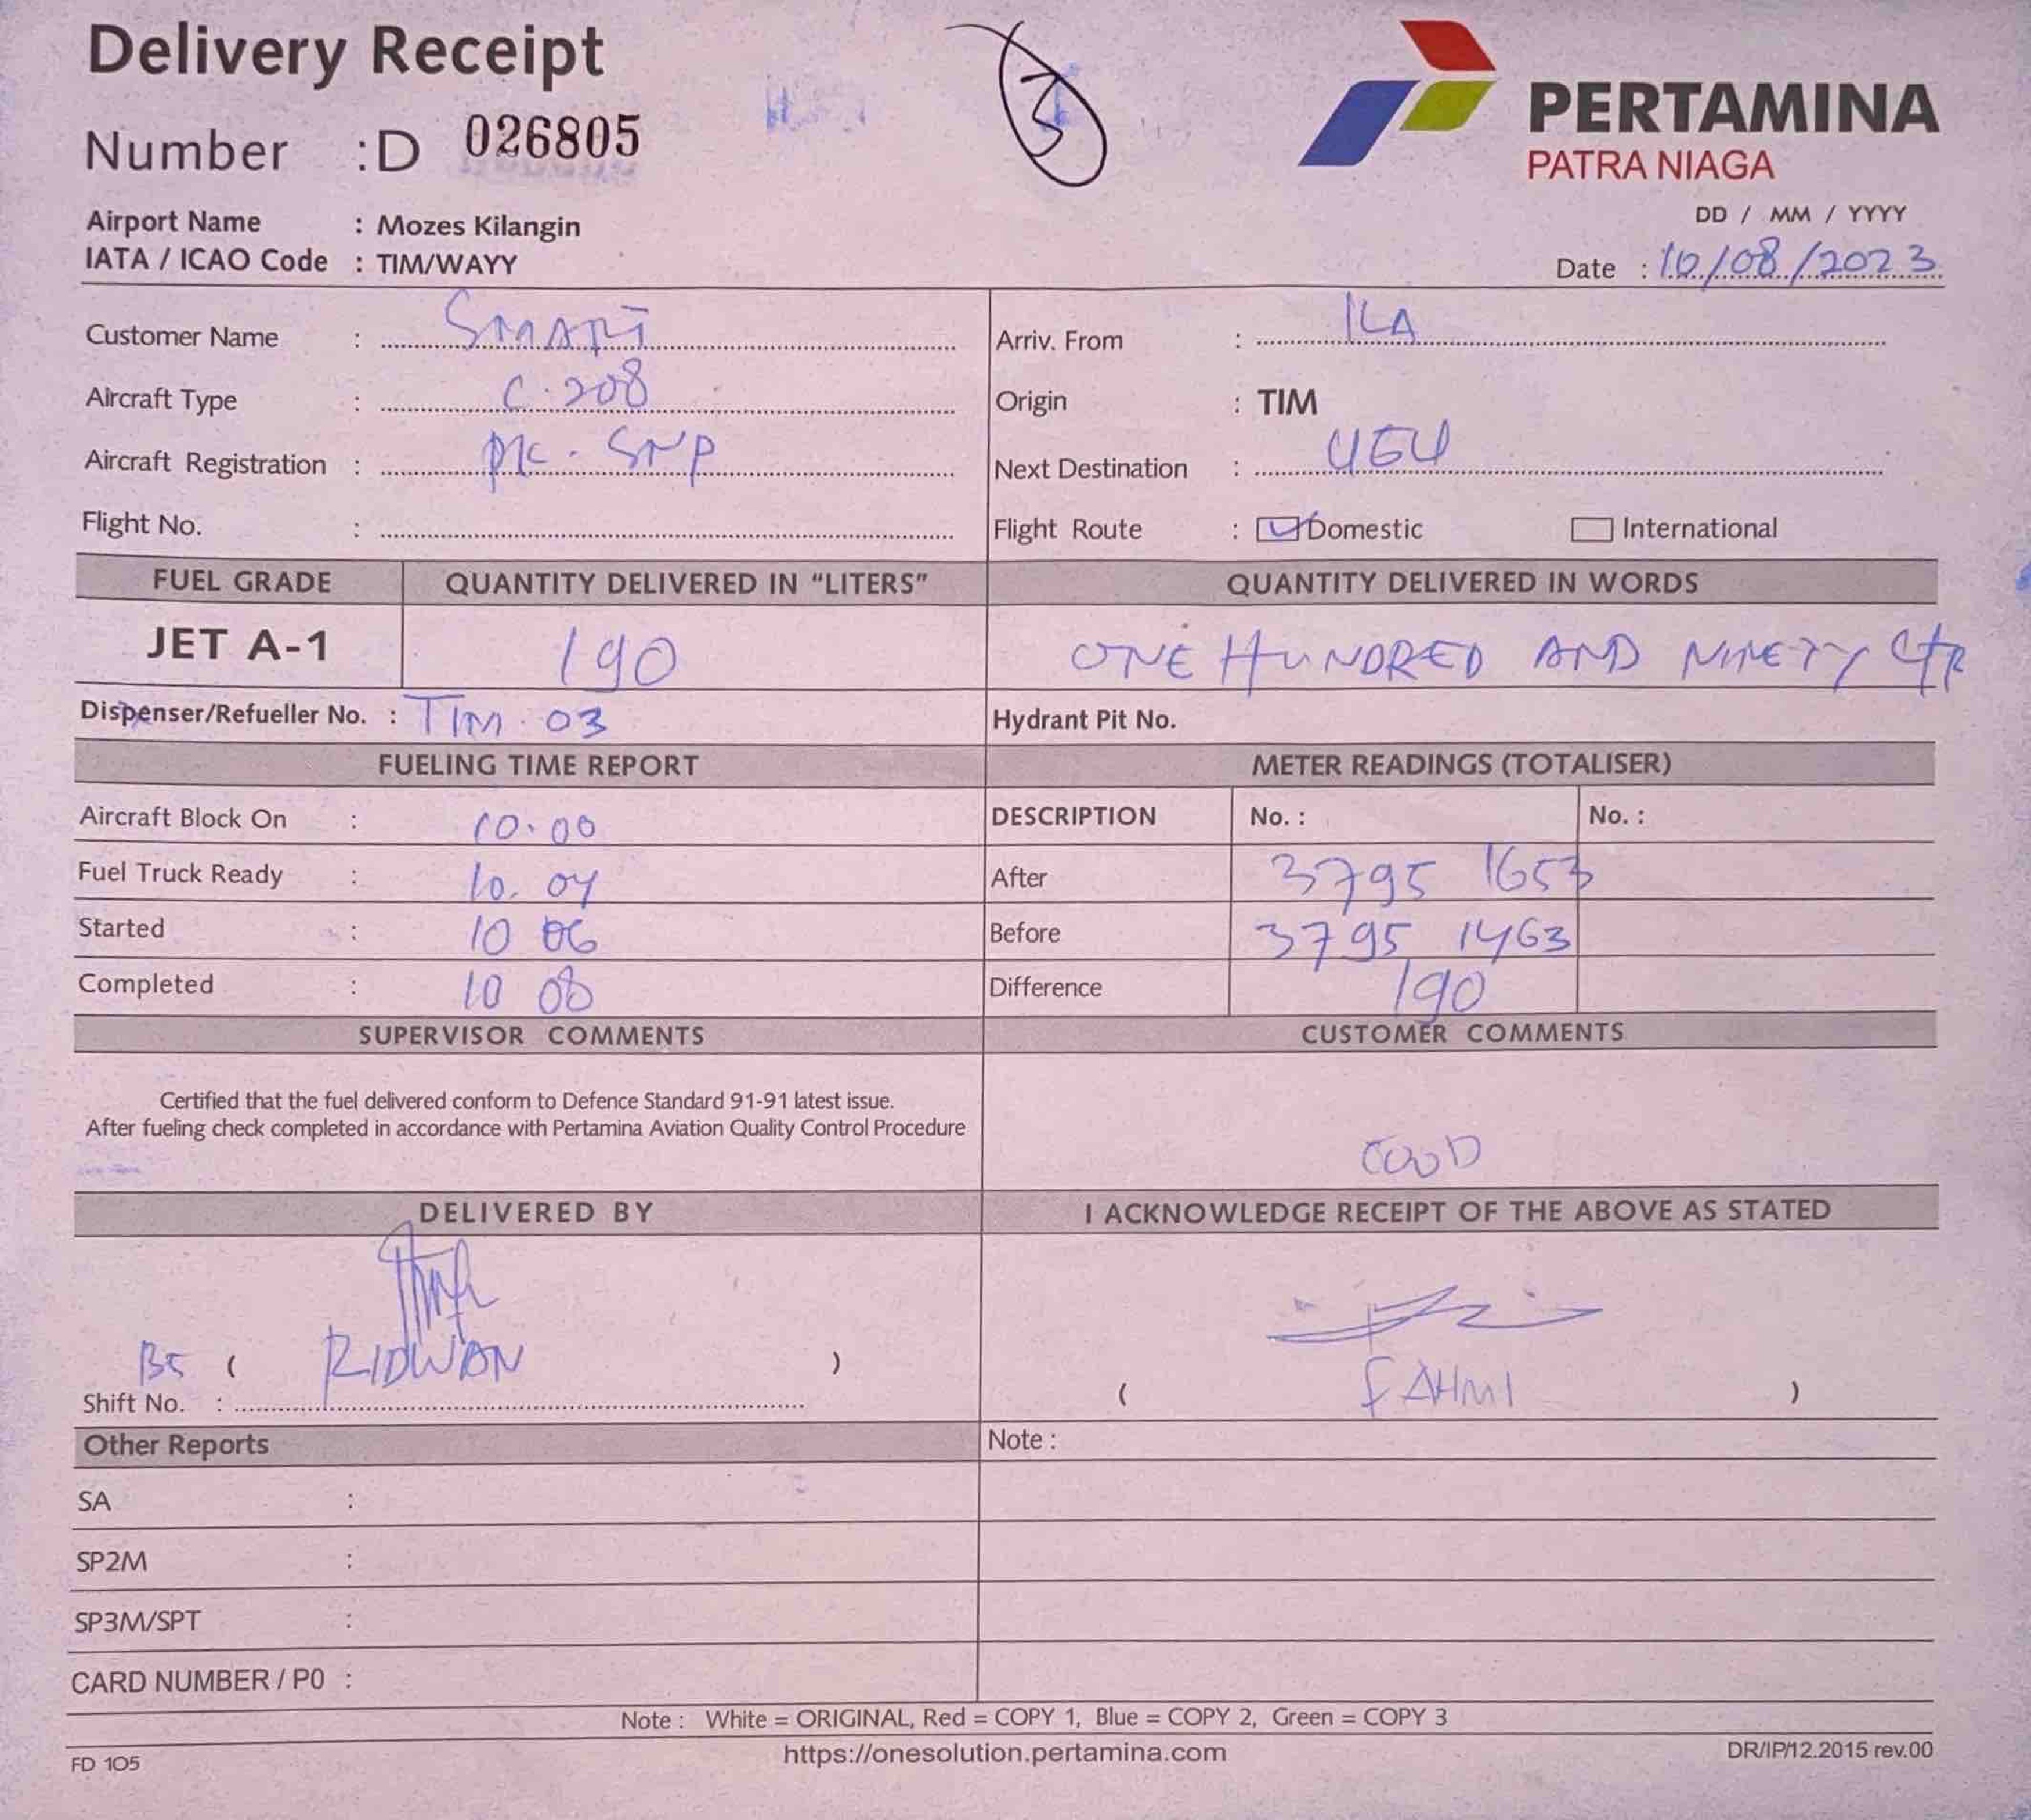 Delivery Receipt
3
PERTAMINA
PATRA NIAGA
Number : D 026805
Airport Name : Mozes Kilangin
IATA / ICAO Code : TIM/WAYY
DD / MM / YYYY
Date : 10/08/2023
Customer Name : SMART
Arriv. From : ILA
Aircraft Type : C.208
Origin : TIM
Aircraft Registration : PK-SNP
Next Destination :
Flight No. :
Flight Route : Domestic International
FUEL GRADE QUANTITY DELIVERED IN "LITERS" QUANTITY DELIVERED IN WORDS
JET A-1 190 ONE HUNDRED AND NINETY LTR
Dispenser/Refueller No. : TIM 03 Hydrant Pit No.
FUELING TIME REPORT METER READINGS (TOTALISER)
Aircraft Block On : 10.00 DESCRIPTION No. : No. :
Fuel Truck Ready : 10.04 After 3795 1653
Started : 10 06 Before 3795 1463
Completed : 10 08 Difference 190
SUPERVISOR COMMENTS CUSTOMER COMMENTS
Certified that the fuel delivered conform to Defence Standard 91-91 latest issue.
After fueling check completed in accordance with Pertamina Aviation Quality Control Procedure
GOOD
DELIVERED BY I ACKNOWLEDGE RECEIPT OF THE ABOVE AS STATED
( RIDWAN )
Shift No. :
( FAHMI )
Other Reports Note :
SA :
SP2M :
SP3M/SPT :
CARD NUMBER / PO :
Note : White = ORIGINAL, Red = COPY 1, Blue = COPY 2, Green = COPY 3
FD 105 https://onesolution.pertamina.com DR/IP/12.2015 rev.00